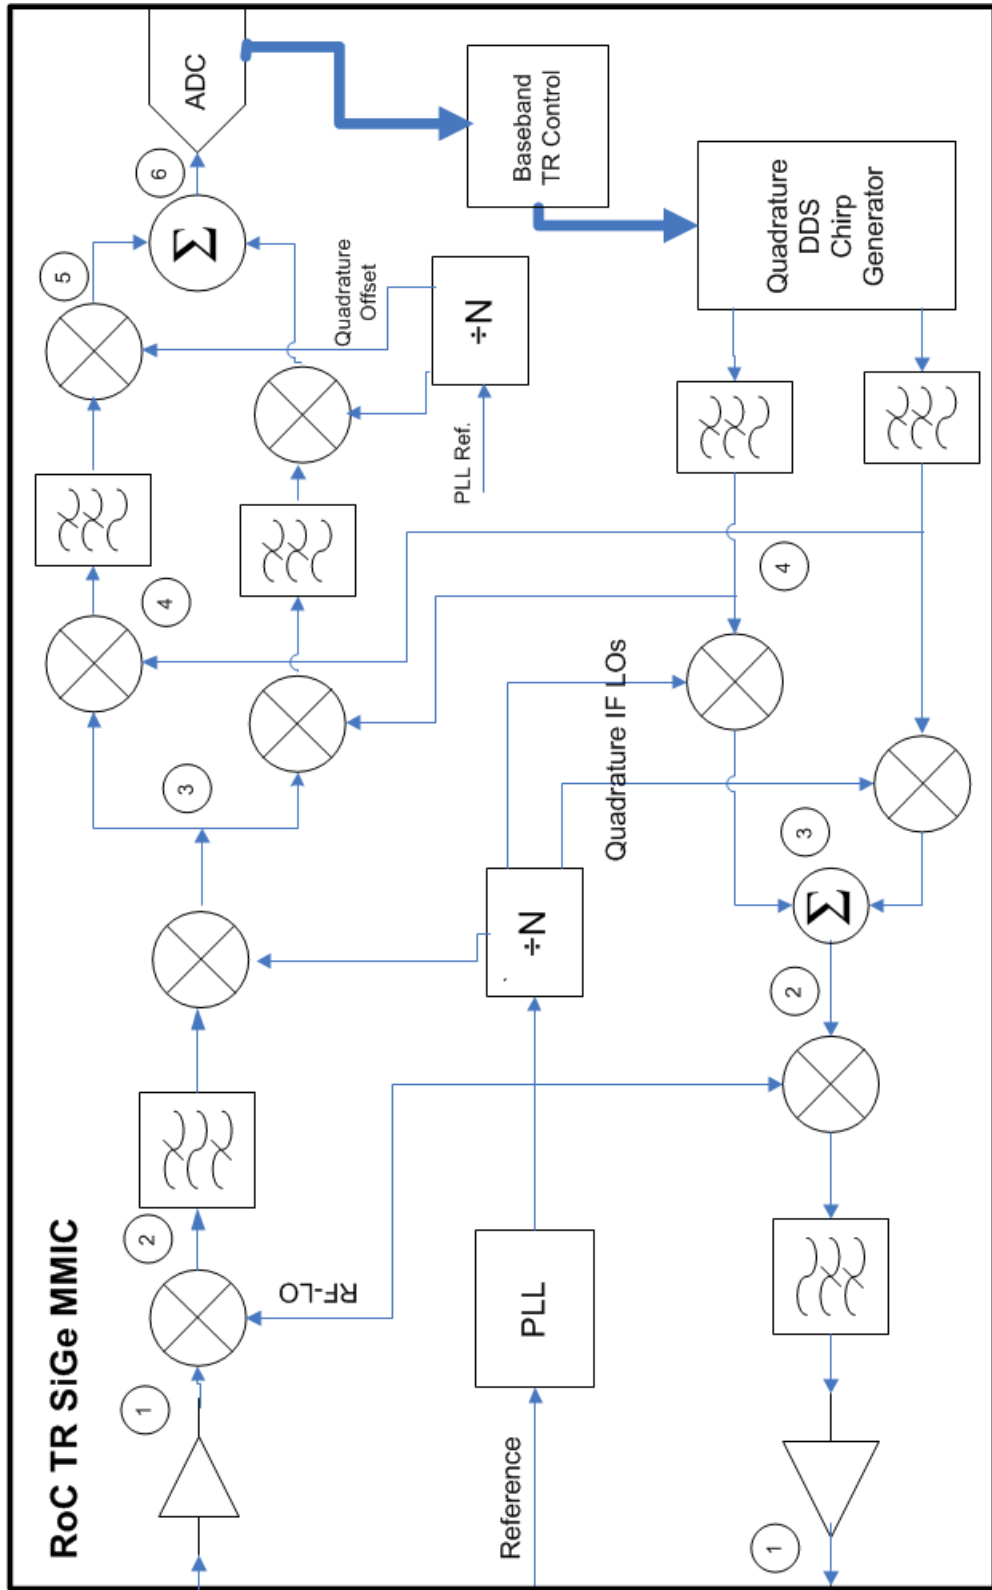 RoC TR SiGe MMIC
ADC
6
Σ
5
Quadrature
Offset
÷N
PLL Ref.
Baseband
TR Control
Quadrature
DDS
Chirp
Generator
4
4
3
Quadrature IF LOs
3
Σ
÷N
2
2
RF-LO
PLL
Reference
1
1